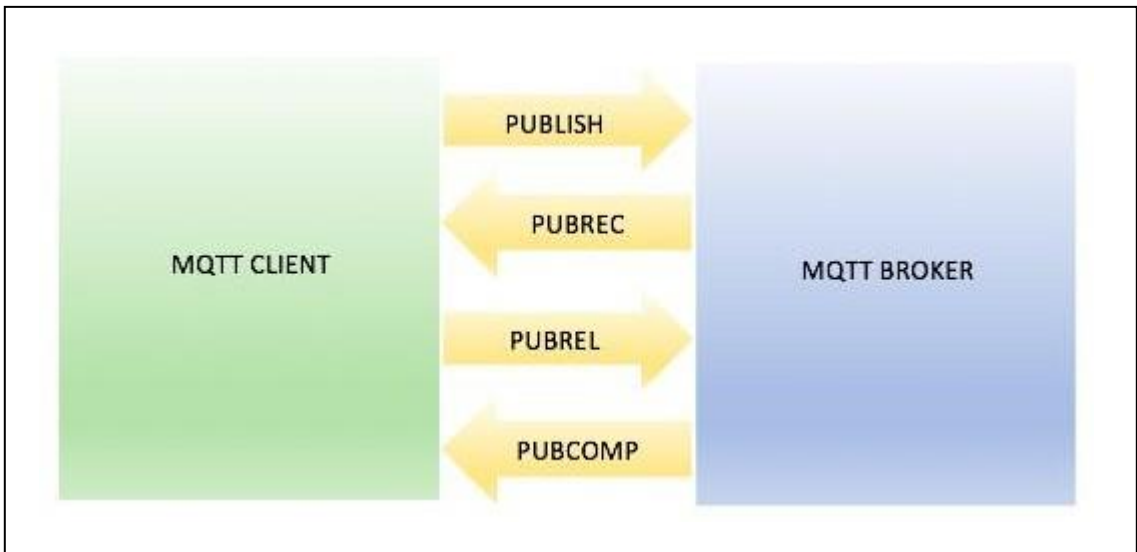 PUBLISH
PUBREC
MQTT CLIENT
MQTT BROKER
PUBREL
PUBCOMP